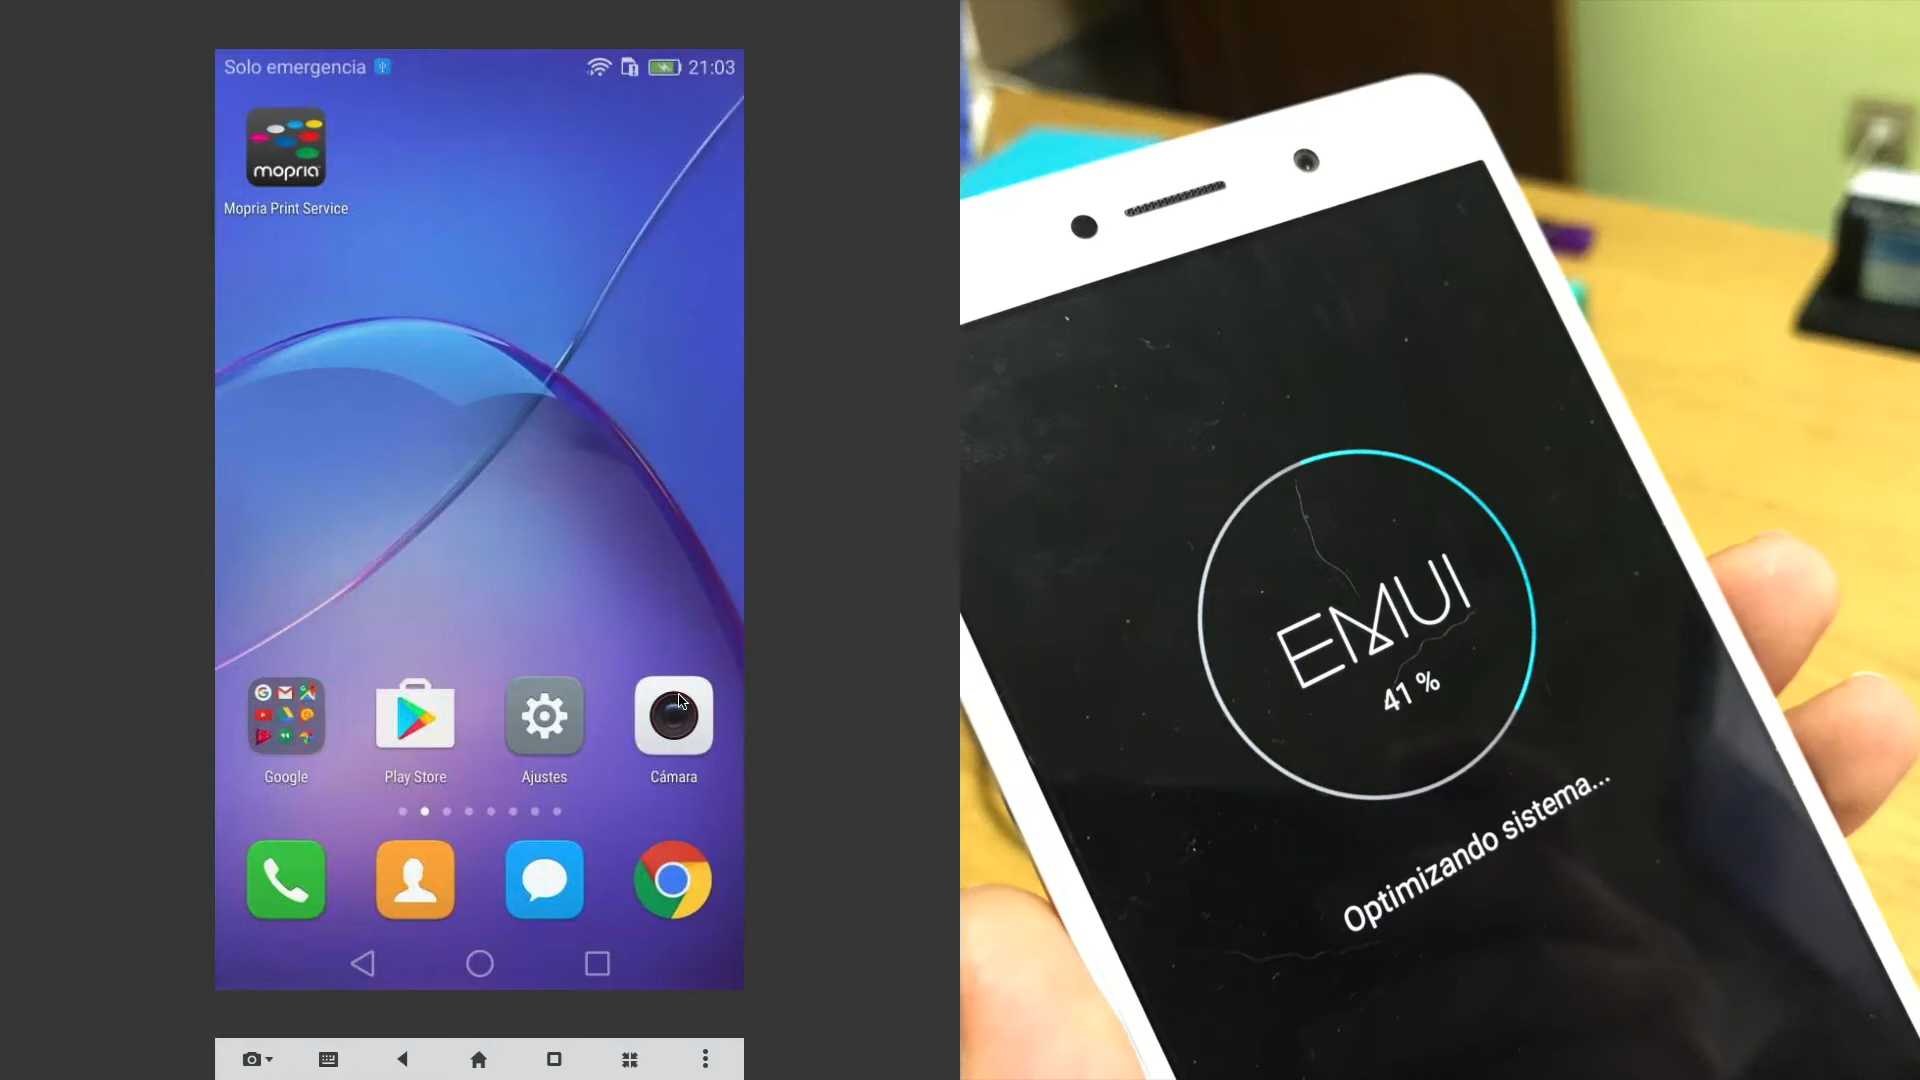 Solo emergencia
21:03
mopria
Mopria Print Service
Google
Play Store
Ajustes
Cámara
EMUI
41 %
Optimizando sistema...